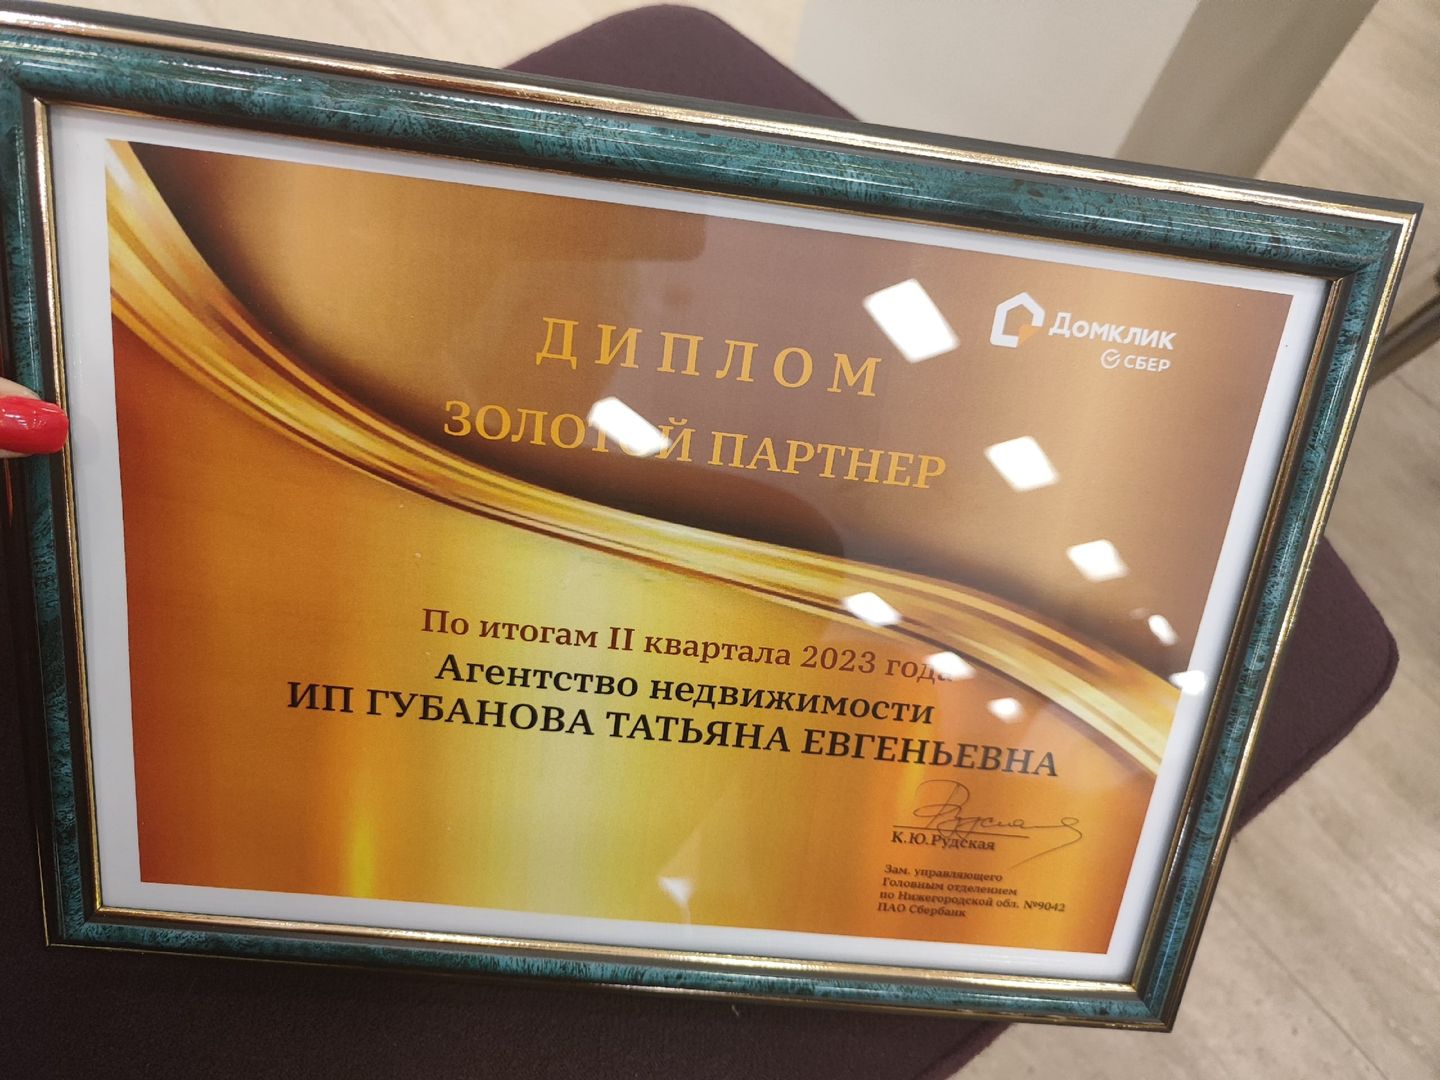 Домклик
СБЕР
ДИПЛОМ
ЗОЛОТОЙ ПАРТНЕР
По итогам II квартала 2023 года
Агентство недвижимости
ИП ГУБАНОВА ТАТЬЯНА ЕВГЕНЬЕВНА
К.Ю.Рудская
Зам. управляющего
Головным отделением
по Нижегородской обл. №9042
ПАО Сбербанк